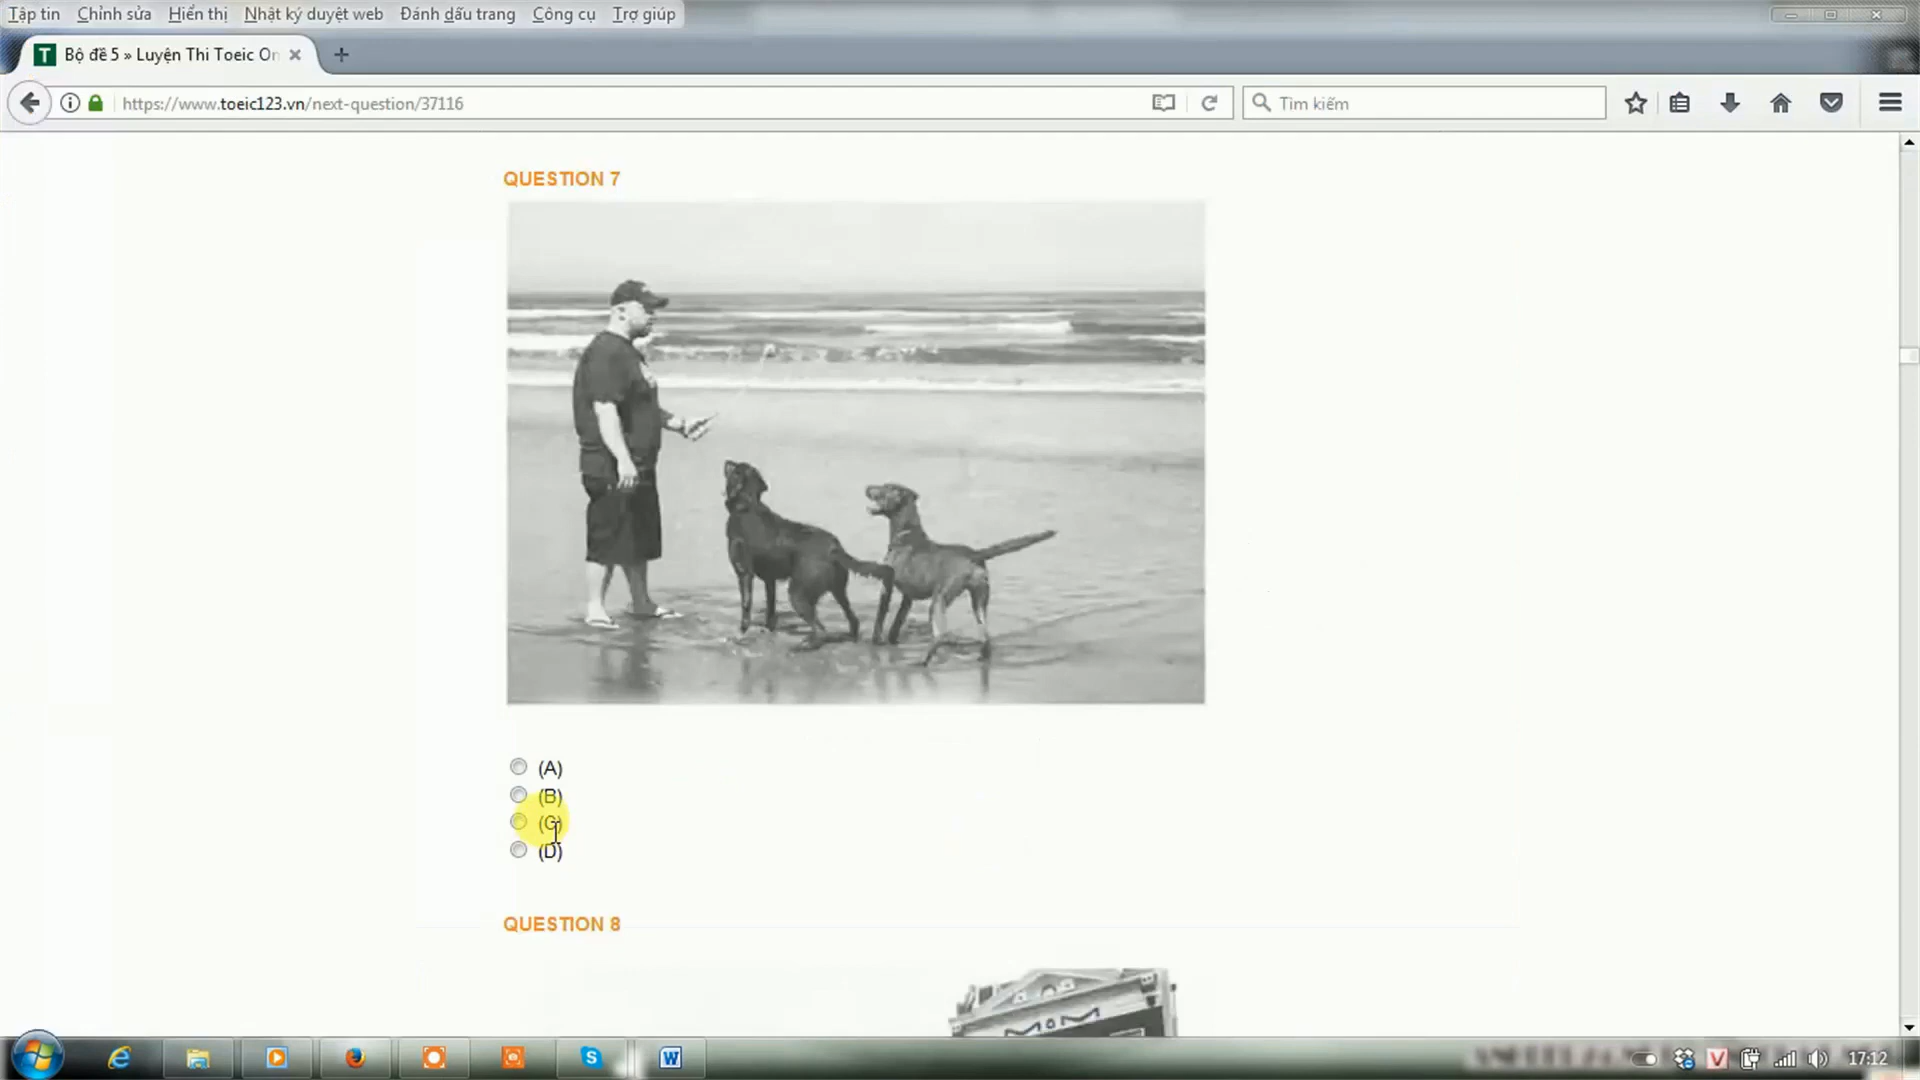 Tập tin Chỉnh sửa Hiển thị Nhật ký duyệt web Đánh dấu trang Công cụ Trợ giúp
T Bộ đề 5 » Luyện Thi Toeic On
https://www.toeic123.vn/next-question/37116
Tìm kiếm
QUESTION 7
(A)
(B)
(C)
(D)
QUESTION 8
17:12